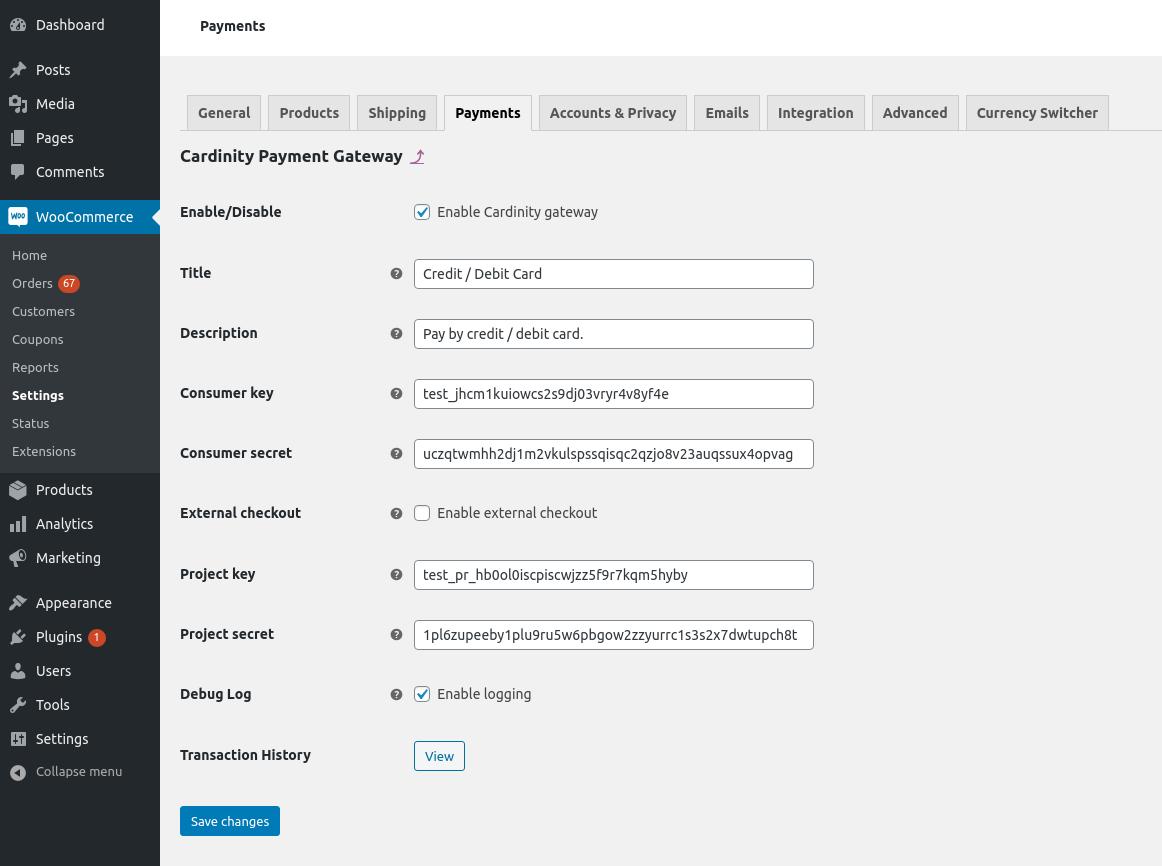 Dashboard
Posts
Media
Pages
Comments
WOO WooCommerce
Home
Orders 67
Customers
Coupons
Reports
Settings
Status
Extensions
Products
Analytics
Marketing
Appearance
Plugins 1
Users
Tools
Settings
Collapse menu
Payments
General Products Shipping Payments Accounts & Privacy Emails Integration Advanced Currency Switcher
Cardinity Payment Gateway ⤴
Enable/Disable Enable Cardinity gateway
Title ? Credit / Debit Card
Description ? Pay by credit / debit card.
Consumer key ? test_jhcm1kuiowcs2s9dj03vryr4v8yf4e
Consumer secret ? uczqtwmhh2dj1m2vkulspssqisqc2qzjo8v23auqssux4opvag
External checkout ? Enable external checkout
Project key ? test_pr_hb0ol0iscpiscwjzz5f9r7kqm5hyby
Project secret ? 1pl6zupeeby1plu9ru5w6pbgow2zzyurrc1s3s2x7dwtupch8t
Debug Log ? Enable logging
Transaction History View
Save changes